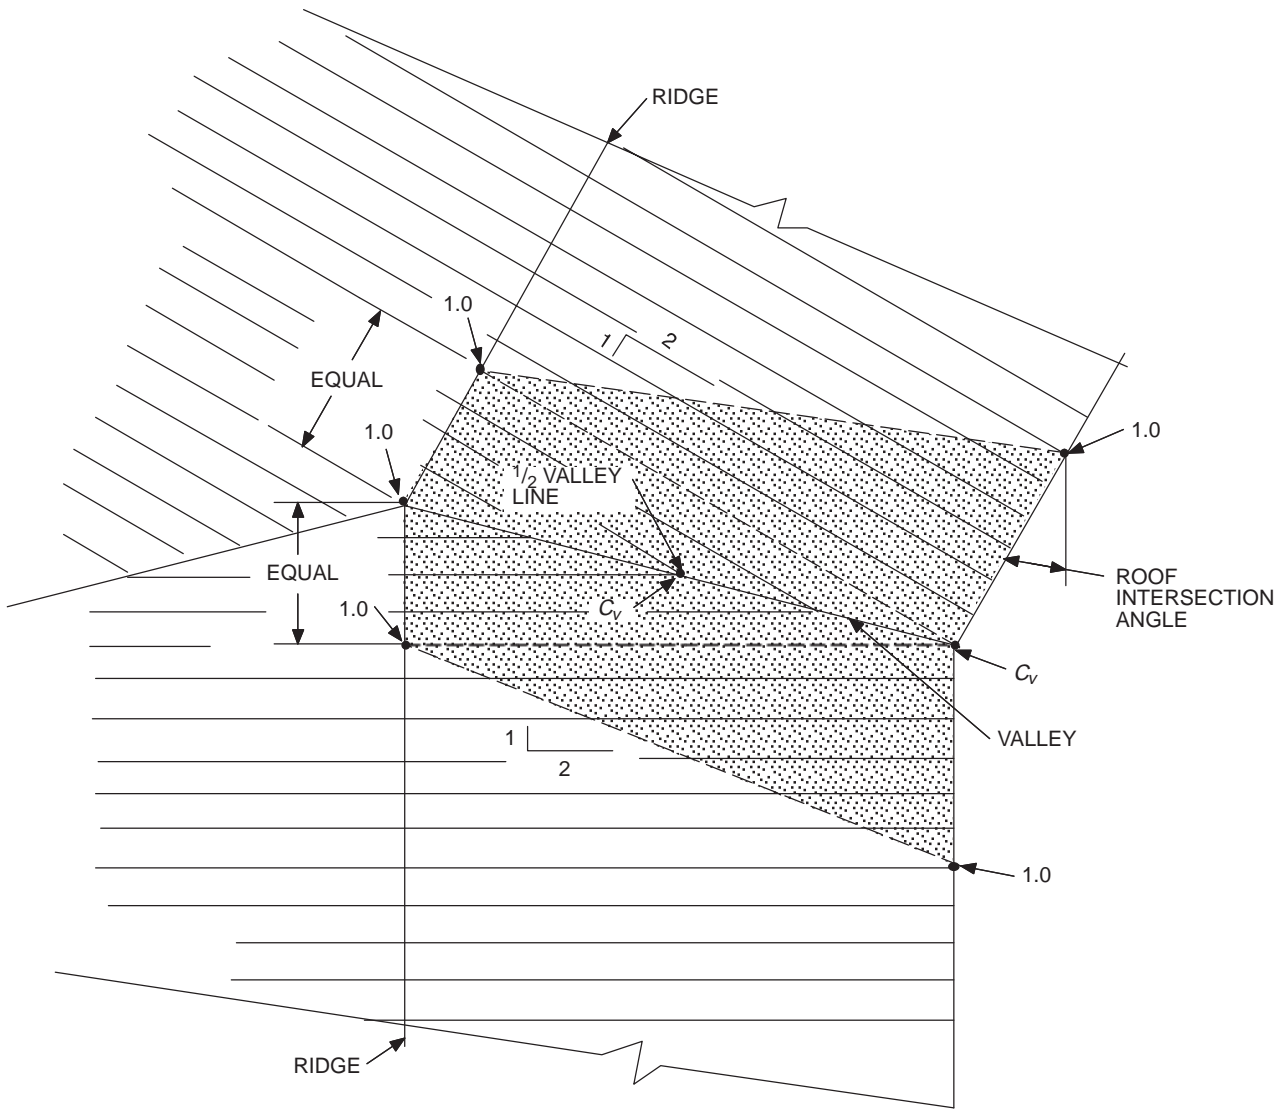 RIDGE
1.0
1 2
EQUAL
1.0
1.0
1/2 VALLEY
LINE
EQUAL
ROOF
INTERSECTION
ANGLE
1.0
Cv
Cv
VALLEY
1
2
1.0
RIDGE